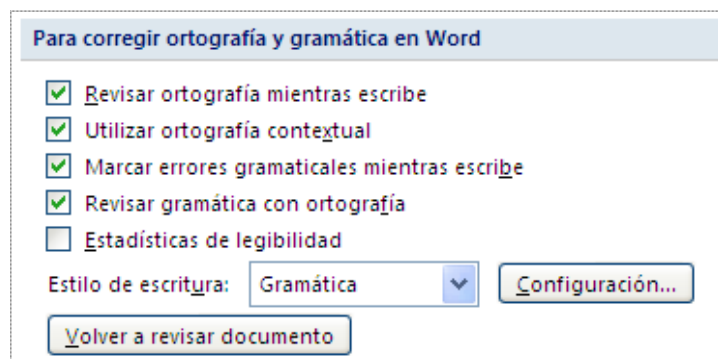 Para corregir ortografía y gramática en Word
Revisar ortografía mientras escribe
Utilizar ortografía contextual
Marcar errores gramaticales mientras escribe
Revisar gramática con ortografía
Estadísticas de legibilidad
Estilo de escritura: Gramática Configuración...
Volver a revisar documento